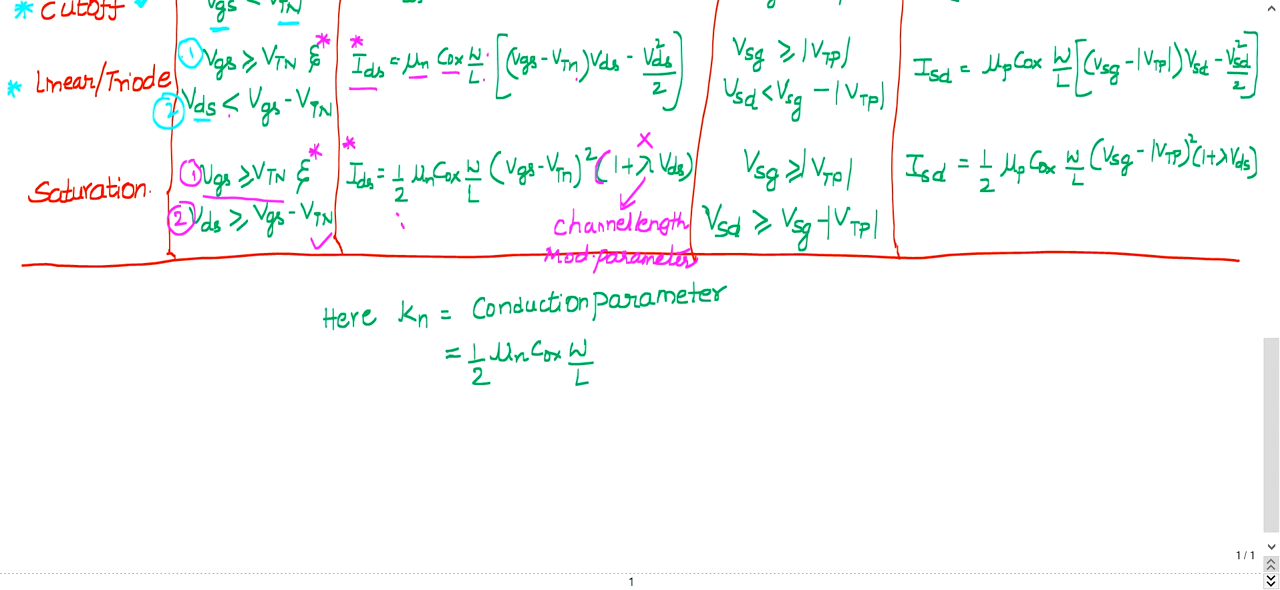 * Cutoff Vgs < VTN
* Linear/Triode ① Vgs ≥ VTN & * * Ids = μn Cox W/L [(Vgs - VTn)Vds - Vds²/2] Vsg ≥ |VTP| Isd = μp Cox W/L [(Vsg - |VTP|)Vsd - Vsd²/2]
② Vds < Vgs - VTN Vsd < Vsg - |VTP|
Saturation. ① Vgs ≥ VTN & * * Ids = 1/2 μn Cox W/L (Vgs - VTn)² (1 + λ Vds) Vsg ≥ |VTP| Isd = 1/2 μp Cox W/L (Vsg - |VTP|)² (1 + λ Vds)
② Vds ≥ Vgs - VTN Vsd ≥ Vsg - |VTP|
Channel length
Mod. parameter
Here Kn = Conduction parameter
= 1/2 μn Cox W/L
1 / 1
1